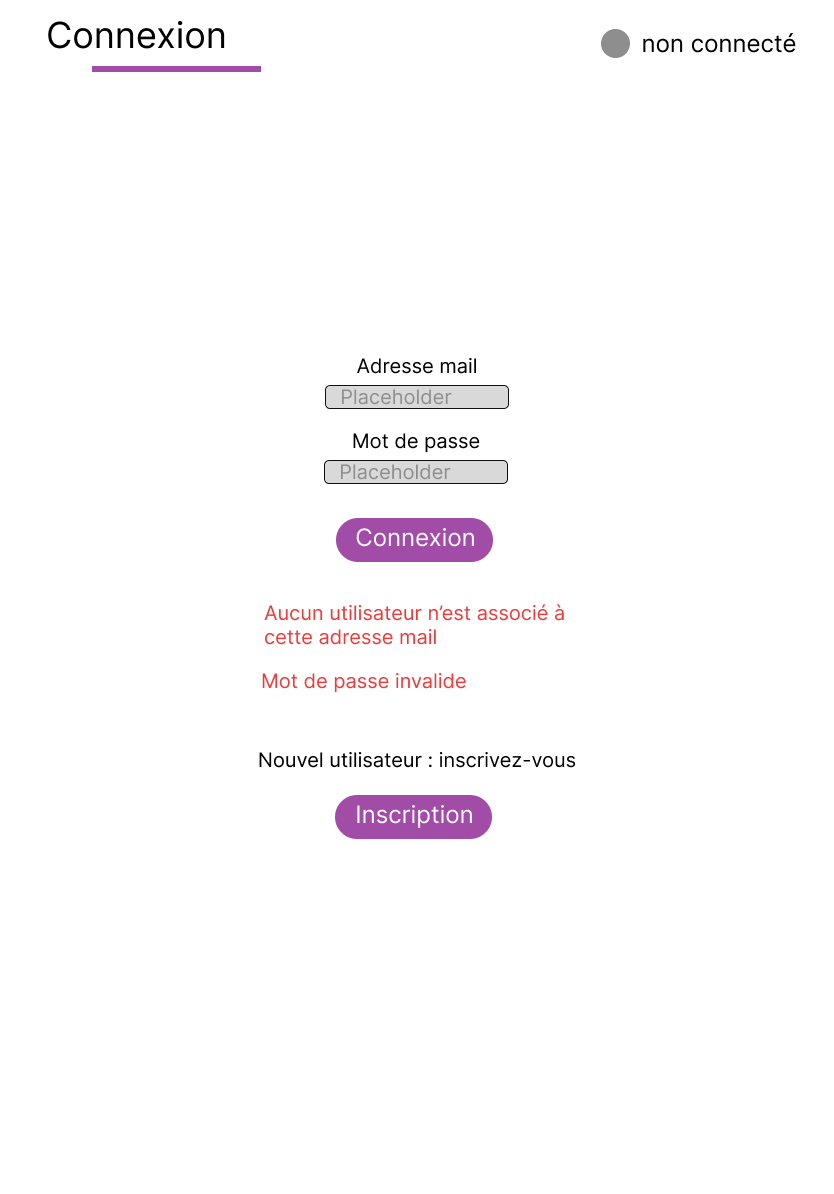 Connexion
non connecté
Adresse mail
Placeholder
Mot de passe
Placeholder
Connexion
Aucun utilisateur n’est associé à
cette adresse mail
Mot de passe invalide
Nouvel utilisateur : inscrivez-vous
Inscription